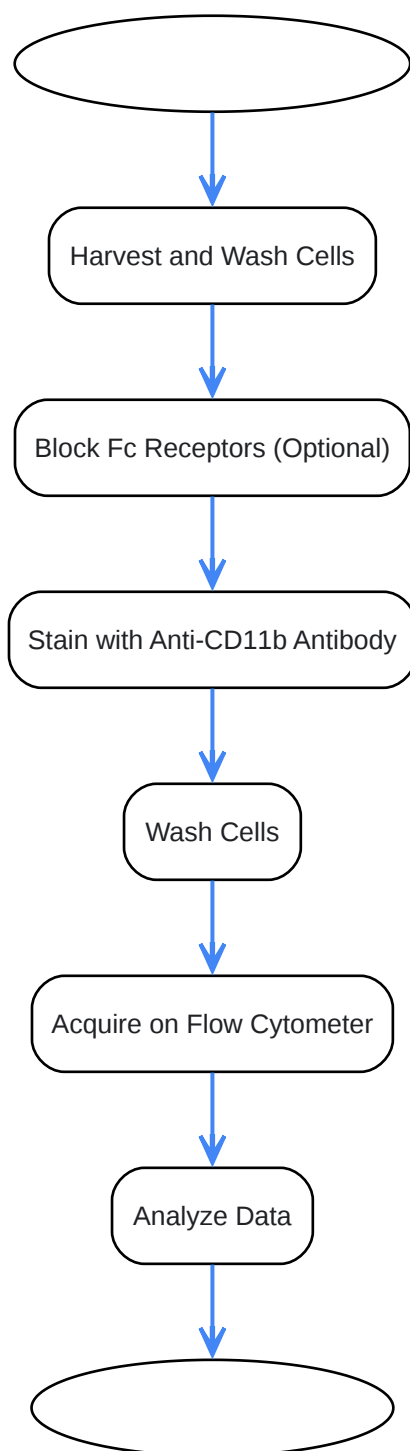 Harvest and Wash Cells
Block Fc Receptors (Optional)
Stain with Anti-CD11b Antibody
Wash Cells
Acquire on Flow Cytometer
Analyze Data